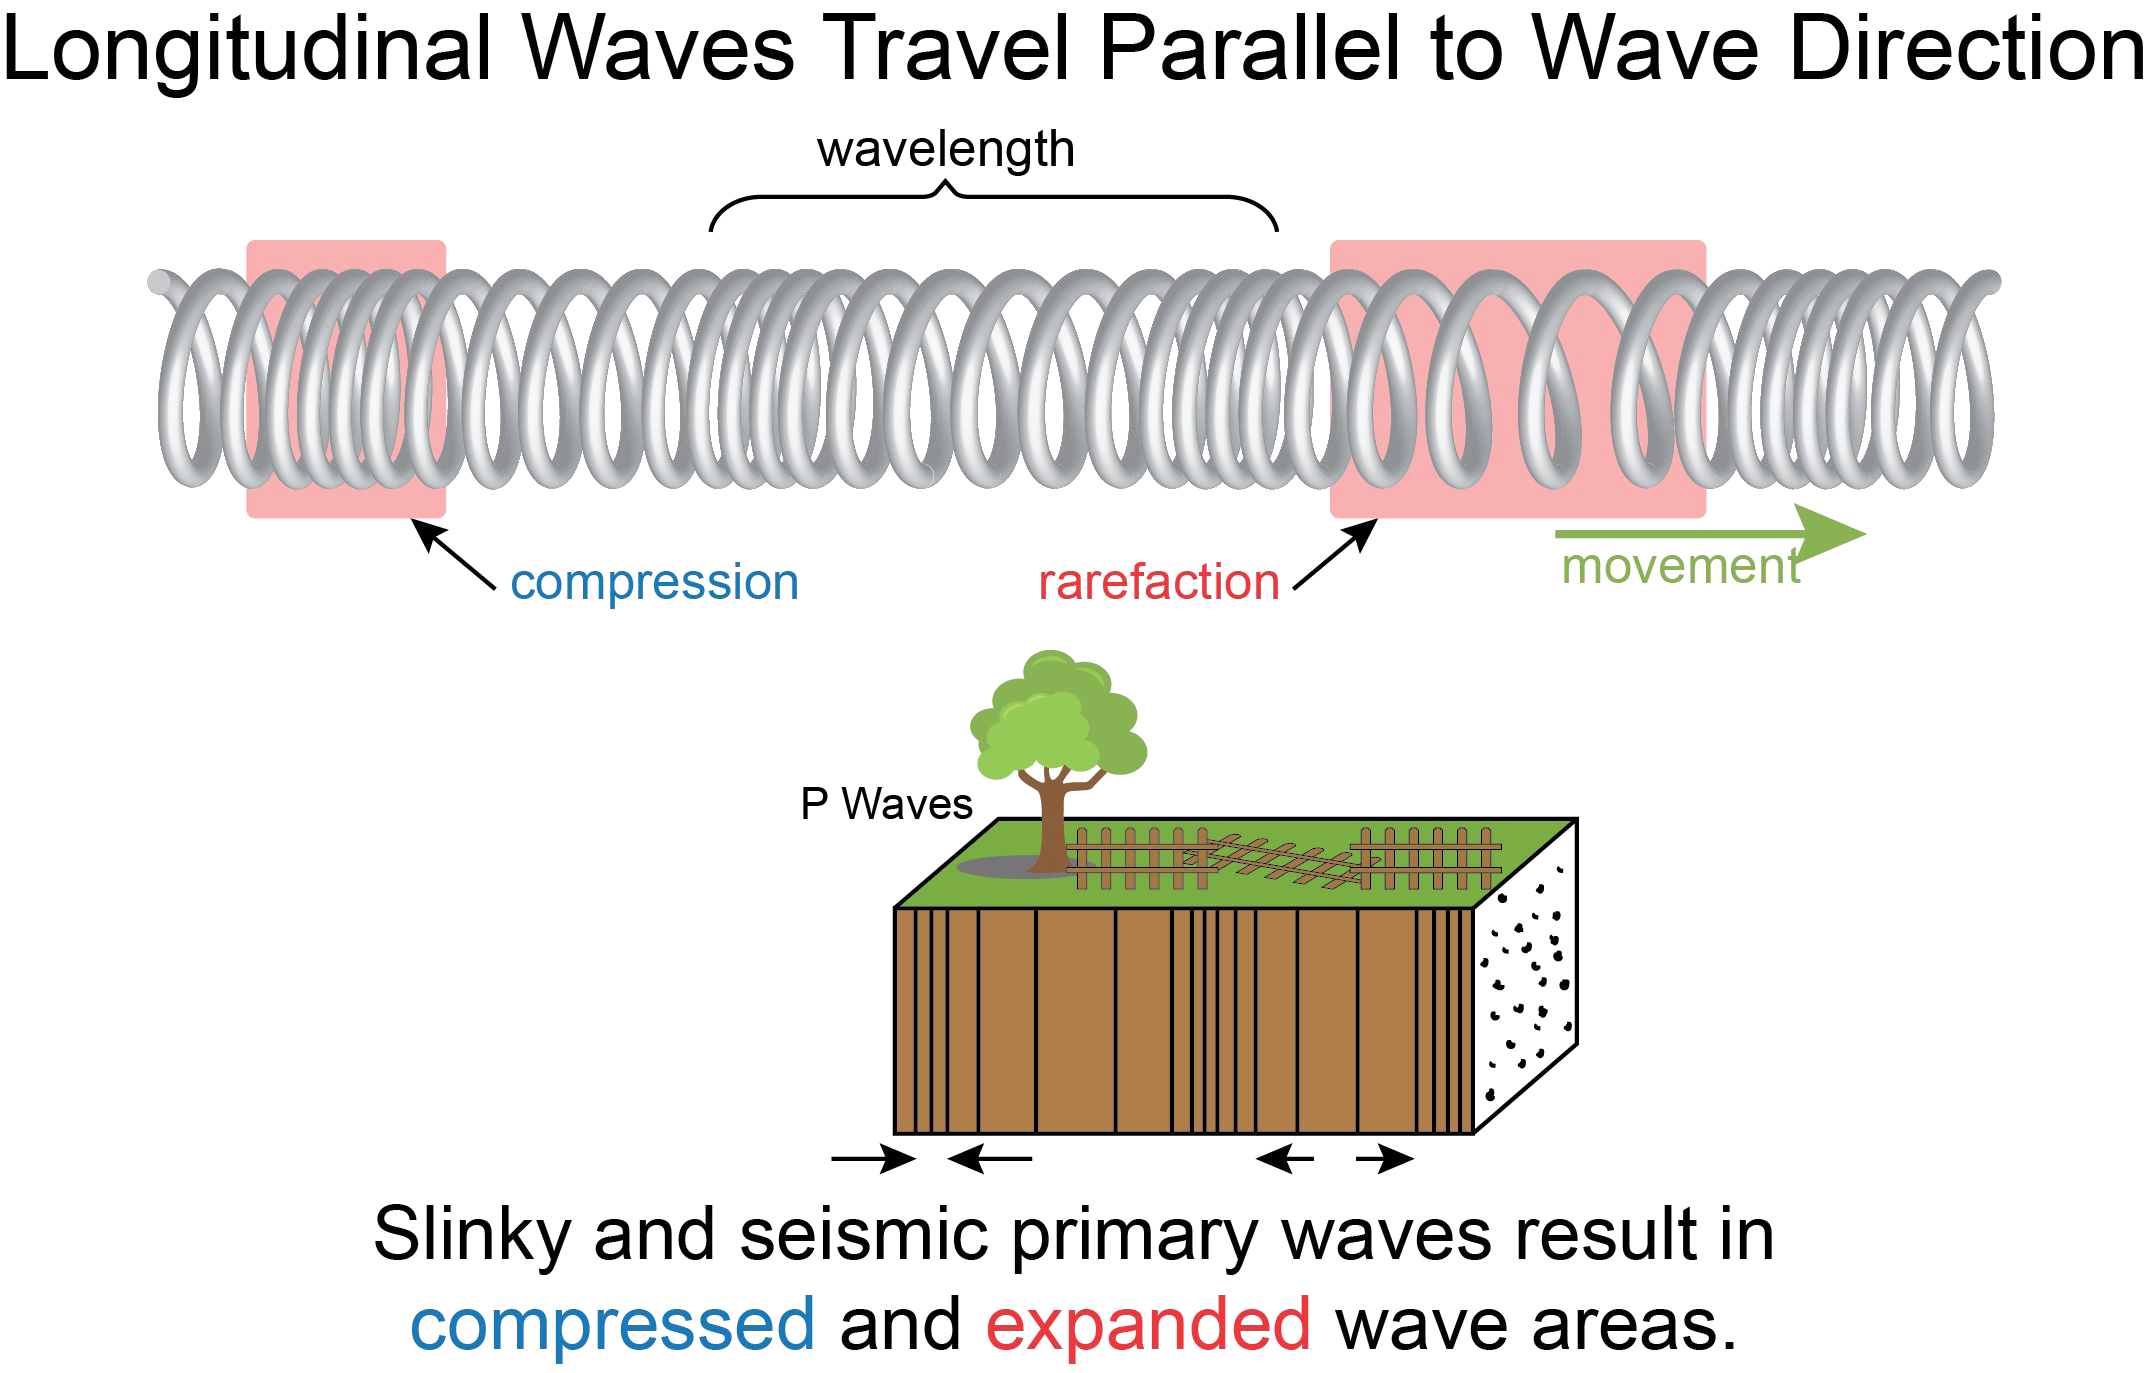 Longitudinal Waves Travel Parallel to Wave Direction
wavelength
compression
rarefaction
movement
P Waves
Slinky and seismic primary waves result in
compressed and expanded wave areas.